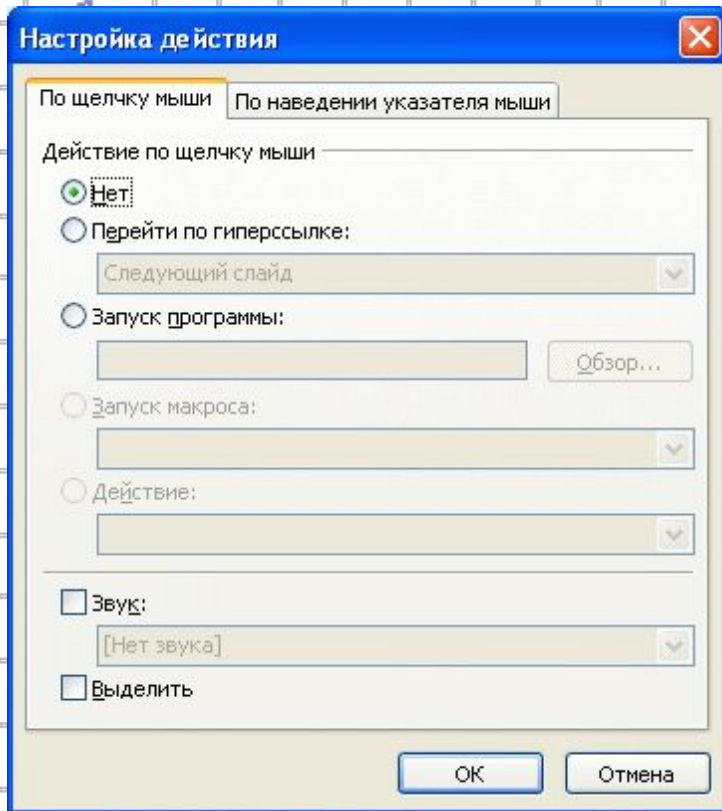 Настройка действия
По щелчку мыши По наведении указателя мыши
Действие по щелчку мыши
Нет
Перейти по гиперссылке:
Следующий слайд
Запуск программы:
Обзор...
Запуск макроса:
Действие:
Звук:
[Нет звука]
Выделить
ОК Отмена